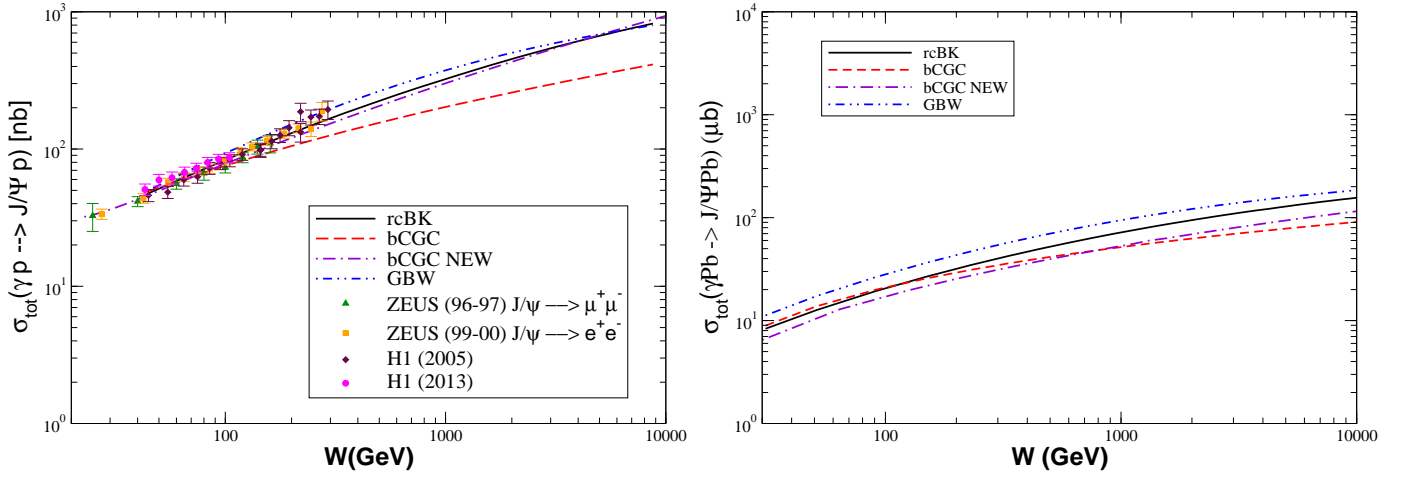 10³
10²
10¹
10⁰
σ_tot(γp --> J/Ψ p) [nb]
rcBK
bCGC
bCGC NEW
GBW
ZEUS (96-97) J/ψ —–> μ⁺μ⁻
ZEUS (99-00) J/ψ —–> e⁺e⁻
H1 (2005)
H1 (2013)
100 1000 10000
W(GeV)
10⁴
10³
10²
10¹
10⁰
σ_tot(γPb -> J/ΨPb) (μb)
rcBK
bCGC
bCGC NEW
GBW
100 1000 10000
W (GeV)